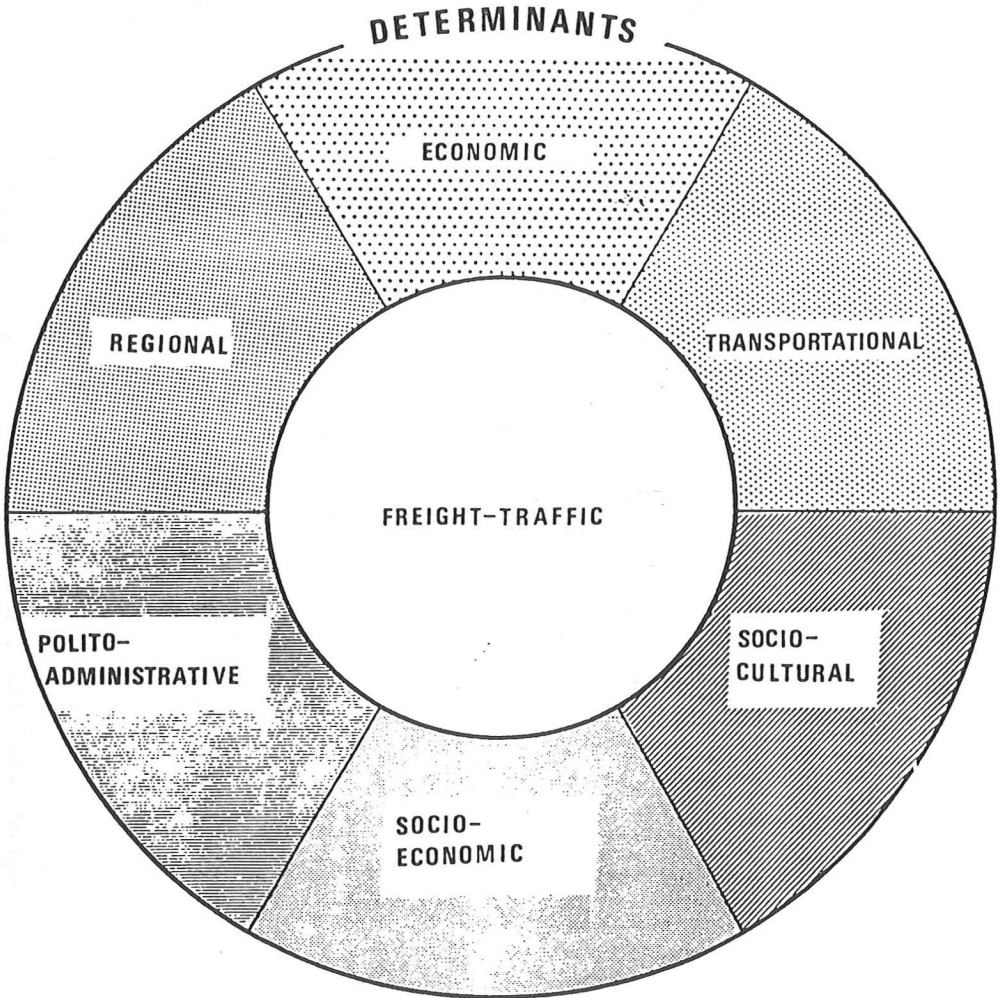 DETERMINANTS
ECONOMIC
REGIONAL
TRANSPORTATIONAL
FREIGHT-TRAFFIC
POLITO-
ADMINISTRATIVE
SOCIO-
CULTURAL
SOCIO-
ECONOMIC